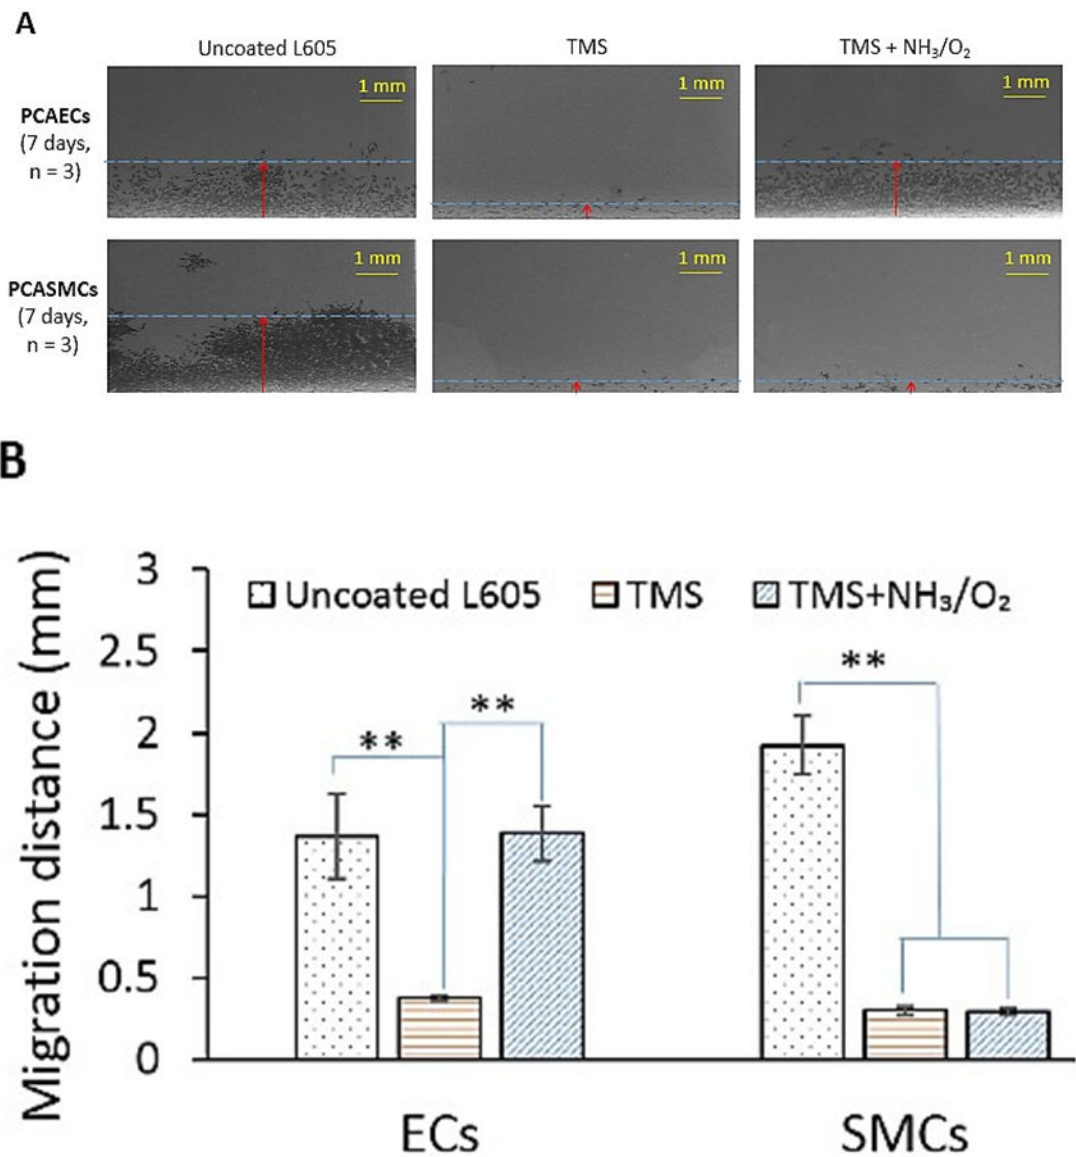 A
Uncoated L605
TMS
TMS + NH₃/O₂
PCAECs
(7 days,
n = 3)
1 mm
1 mm
1 mm
PCASMCs
(7 days,
n = 3)
1 mm
1 mm
1 mm
B
Migration distance (mm)
3
2.5
2
1.5
1
0.5
0
Uncoated L605
TMS
TMS+NH₃/O₂
**
**
**
ECs
SMCs